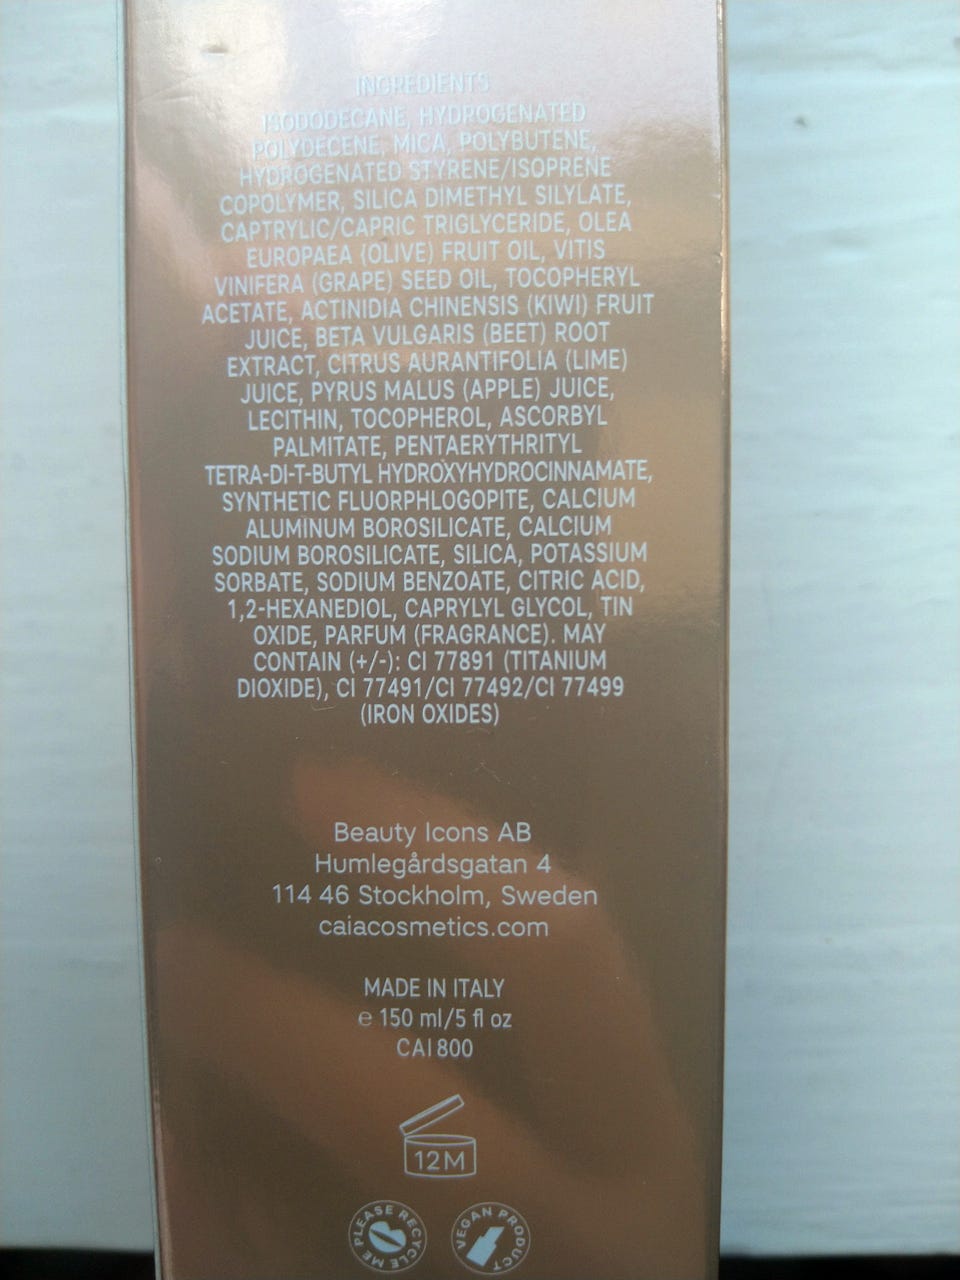 INGREDIENTS
ISODODECANE, HYDROGENATED
POLYDECENE, MICA, POLYBUTENE,
HYDROGENATED STYRENE/ISOPRENE
COPOLYMER, SILICA DIMETHYL SILYLATE,
CAPTRYLIC/CAPRIC TRIGLYCERIDE, OLEA
EUROPAEA (OLIVE) FRUIT OIL, VITIS
VINIFERA (GRAPE) SEED OIL, TOCOPHERYL
ACETATE, ACTINIDIA CHINENSIS (KIWI) FRUIT
JUICE, BETA VULGARIS (BEET) ROOT
EXTRACT, CITRUS AURANTIFOLIA (LIME)
JUICE, PYRUS MALUS (APPLE) JUICE,
LECITHIN, TOCOPHEROL, ASCORBYL
PALMITATE, PENTAERYTHRITYL
TETRA-DI-T-BUTYL HYDROXYHYDROCINNAMATE,
SYNTHETIC FLUORPHLOGOPITE, CALCIUM
ALUMINUM BOROSILICATE, CALCIUM
SODIUM BOROSILICATE, SILICA, POTASSIUM
SORBATE, SODIUM BENZOATE, CITRIC ACID,
1,2-HEXANEDIOL, CAPRYLYL GLYCOL, TIN
OXIDE, PARFUM (FRAGRANCE). MAY
CONTAIN (+/-): CI 77891 (TITANIUM
DIOXIDE), CI 77491/CI 77492/CI 77499
(IRON OXIDES)
Beauty Icons AB
Humlegårdsgatan 4
114 46 Stockholm, Sweden
caiacosmetics.com
MADE IN ITALY
℮ 150 ml/5 fl oz
CAI 800
12M
PLEASE RECYCLE ME
VEGAN PRODUCT